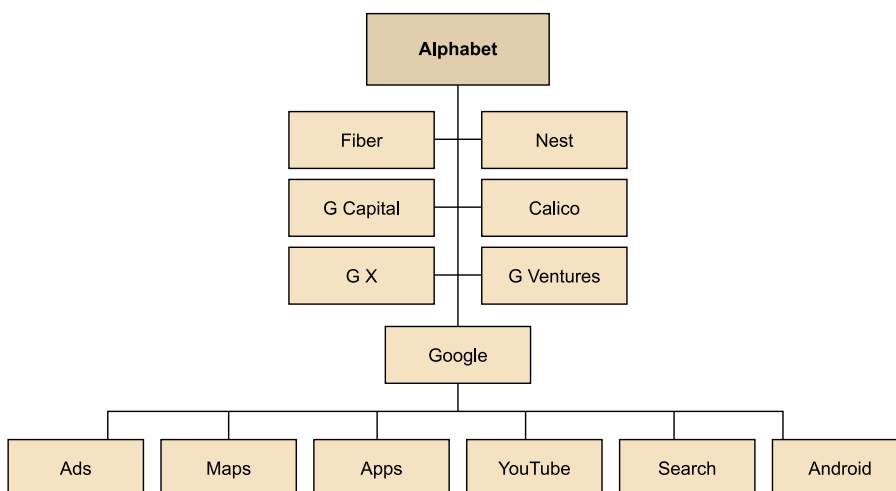 Alphabet
Fiber
Nest
G Capital
Calico
G X
G Ventures
Google
Ads
Maps
Apps
YouTube
Search
Android